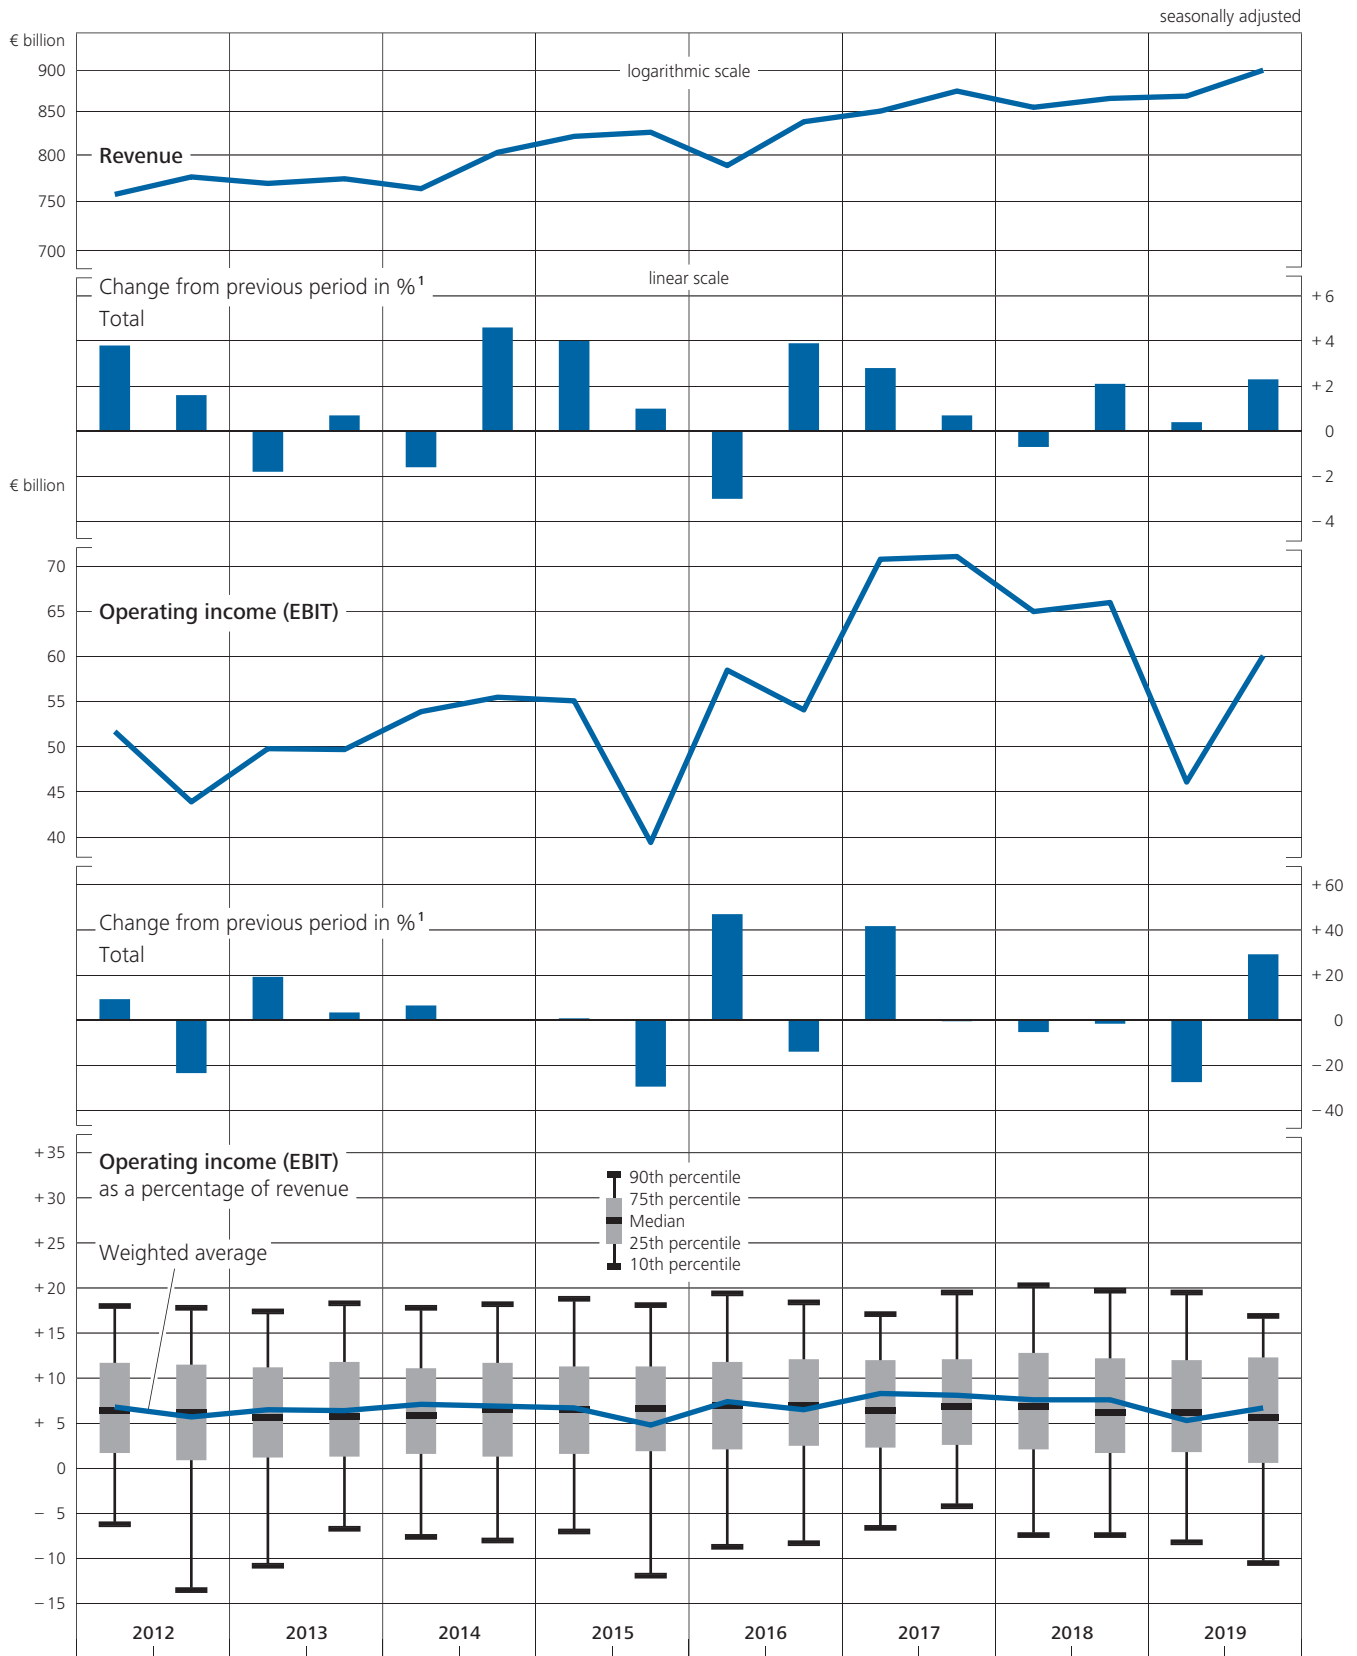 seasonally adjusted
€ billion
900
logarithmic scale
850
800
Revenue
750
700
Change from previous period in %¹
linear scale
Total
+6
+4
+2
0
−2
−4
€ billion
70
65
Operating income (EBIT)
60
55
50
45
40
Change from previous period in %¹
Total
+60
+40
+20
0
−20
−40
+35
Operating income (EBIT)
as a percentage of revenue
90th percentile
75th percentile
Median
25th percentile
10th percentile
+30
+25
Weighted average
+20
+15
+10
+ 5
0
− 5
−10
−15
2012 2013 2014 2015 2016 2017 2018 2019